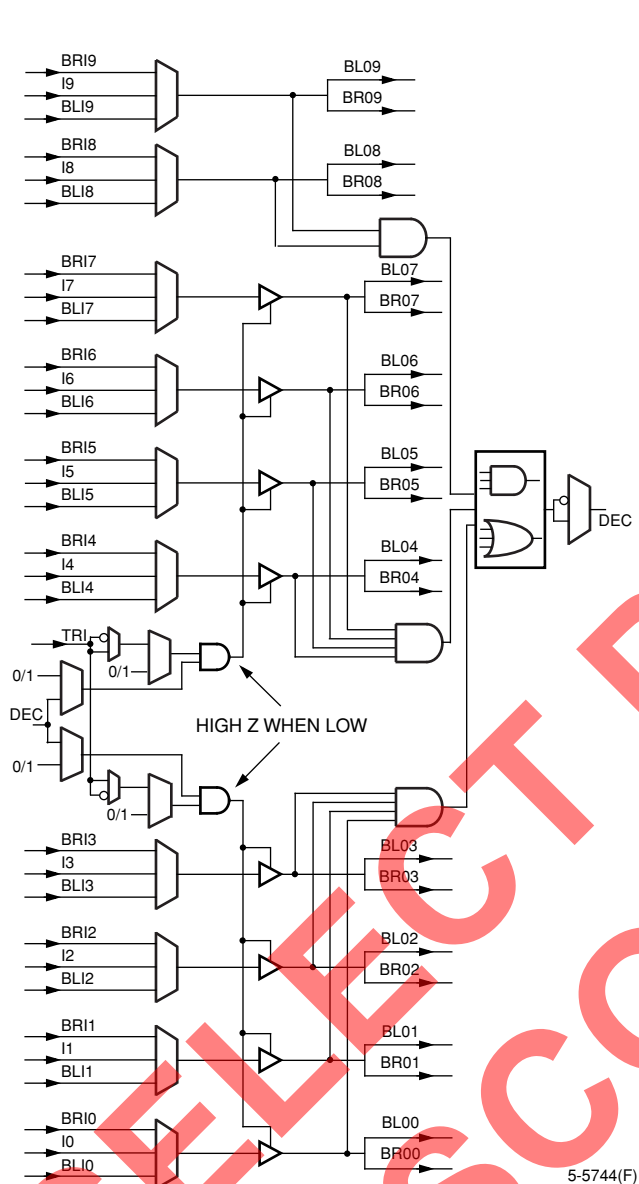 BRI9
I9
BLI9
BL09
BR09
BRI8
I8
BLI8
BL08
BR08
BRI7
I7
BLI7
BL07
BR07
BRI6
I6
BLI6
BL06
BR06
BRI5
I5
BLI5
BL05
BR05
DEC
BRI4
I4
BLI4
BL04
BR04
TRI
0/1
0/1
DEC
HIGH Z WHEN LOW
0/1
0/1
BRI3
I3
BLI3
BL03
BR03
BRI2
I2
BLI2
BL02
BR02
BRI1
I1
BLI1
BL01
BR01
BRI0
I0
BLI0
BL00
BR00
5-5744(F)
SELECT D
SCO